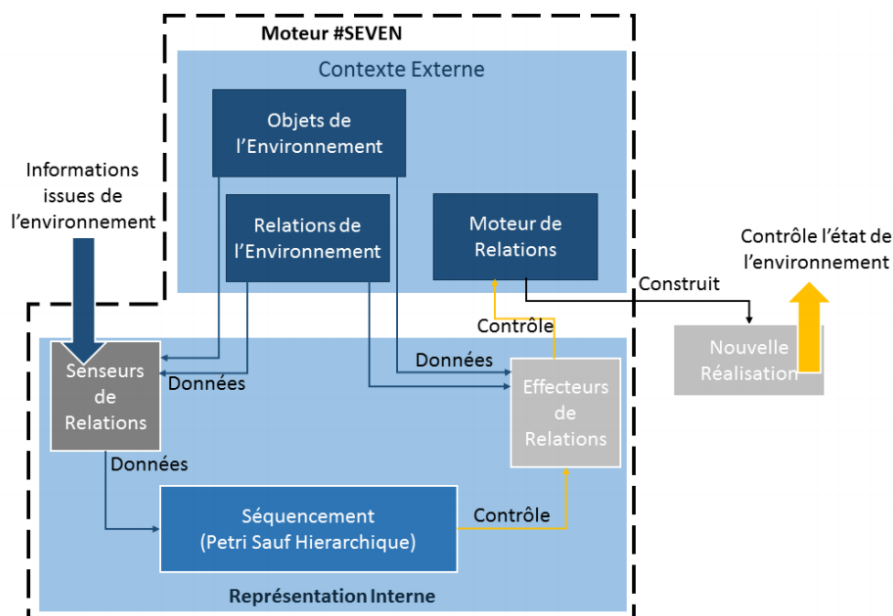 Moteur #SEVEN
Contexte Externe
Objets de
l'Environnement
Informations
issues de
l'environnement
Relations de
l'Environnement
Moteur de
Relations
Contrôle l'état de
l'environnement
Construit
Contrôle
Nouvelle
Réalisation
Senseurs
de
Relations
Données
Données
Effecteurs
de
Relations
Données
Séquencement
(Petri Sauf Hierarchique)
Contrôle
Représentation Interne